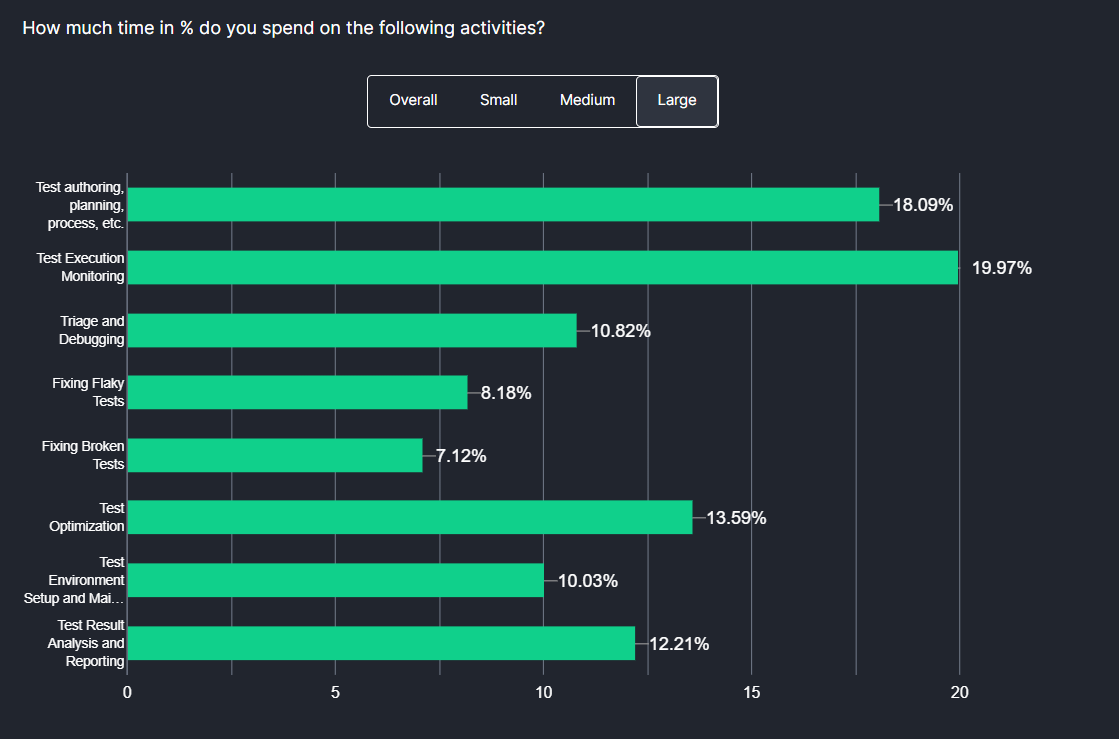 How much time in % do you spend on the following activities?
Overall Small Medium Large
Test authoring,
planning,
process, etc.
18.09%
Test Execution
Monitoring
19.97%
Triage and
Debugging
10.82%
Fixing Flaky
Tests
8.18%
Fixing Broken
Tests
7.12%
Test
Optimization
13.59%
Test
Environment
Setup and Mai...
10.03%
Test Result
Analysis and
Reporting
12.21%
0 5 10 15 20